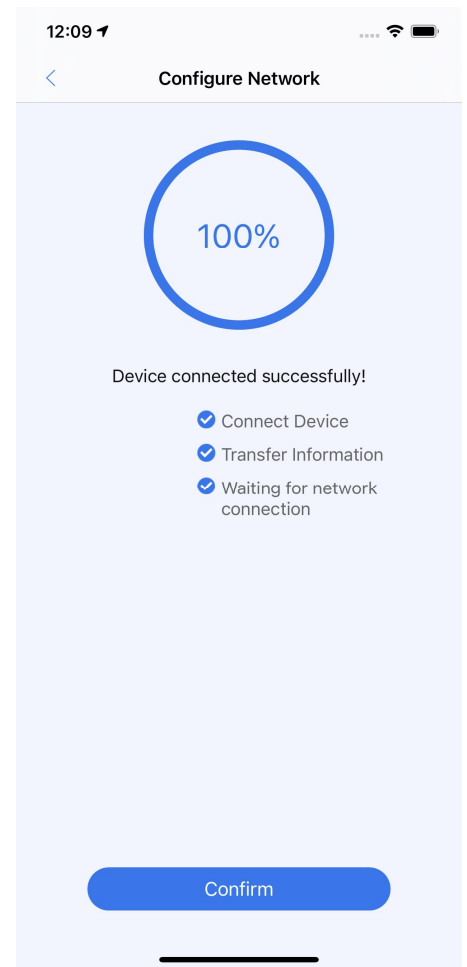 12:09
Configure Network
100%
Device connected successfully!
Connect Device
Transfer Information
Waiting for network
connection
Confirm